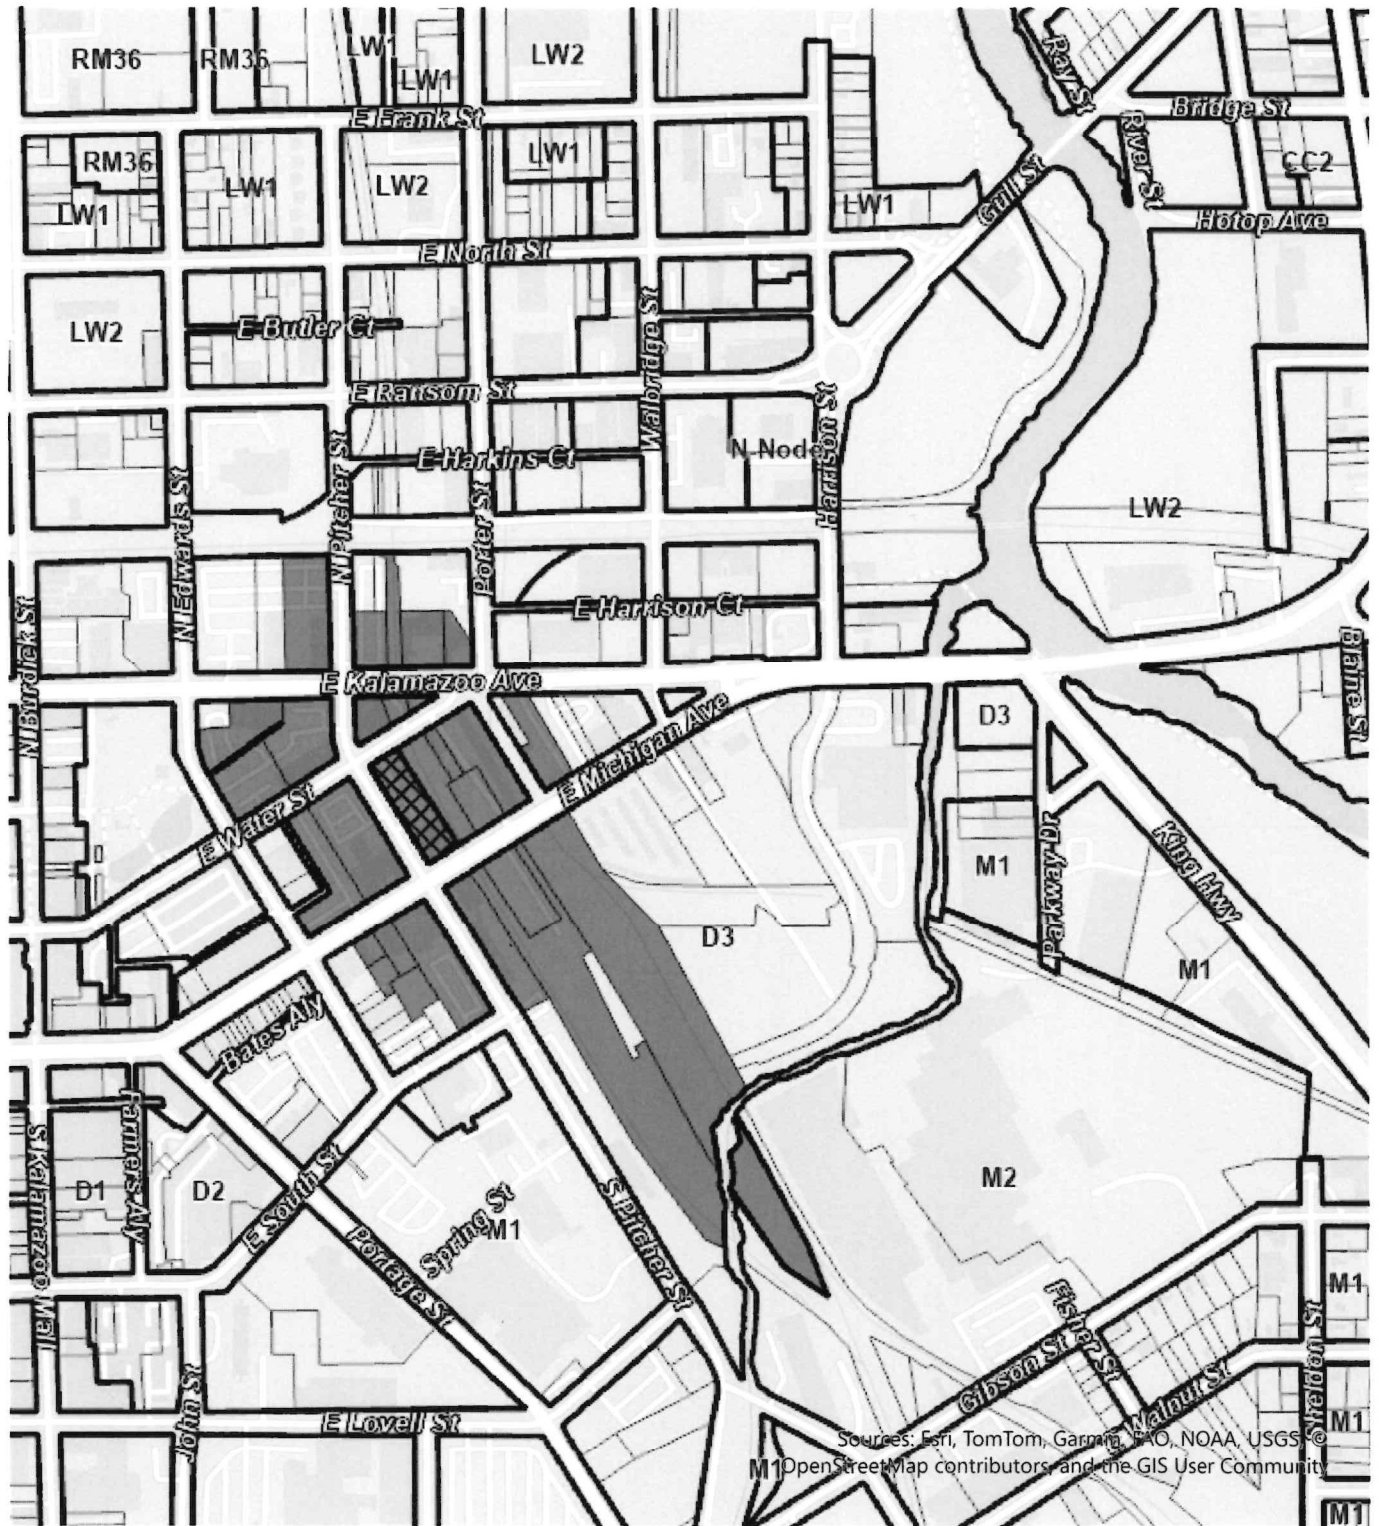 RM36
RM36
LW1
LW1
LW2
Ray St
Bridge St
River St
E Frank St
RM36
LW1
LW1
LW2
LW1
LW1
Gull St
CC2
Hotop Ave
E North St
LW2
E Butler Ct
Walbridge St
E Ransom St
Harrison St
N-Node
E Harkins Ct
N Pitcher St
N Edwards St
Porter St
LW2
N Burdick St
E Harrison Ct
Blaine St
E Kalamazoo Ave
E Michigan Ave
D3
E Water St
M1
Parkway Dr
King Hwy
D3
M1
Bates Aly
Farmers Aly
S Kalamazoo Mall
D1
D2
E South St
Portage St
Spring St
M1
S Pitcher St
M2
M1
Fisher St
Gibson St
Walnut St
Sheldon St
John St
E Lovell St
M1
Sources: Esri, TomTom, Garmin, FAO, NOAA, USGS, ©
OpenStreetMap contributors, and the GIS User Community
M1
M1